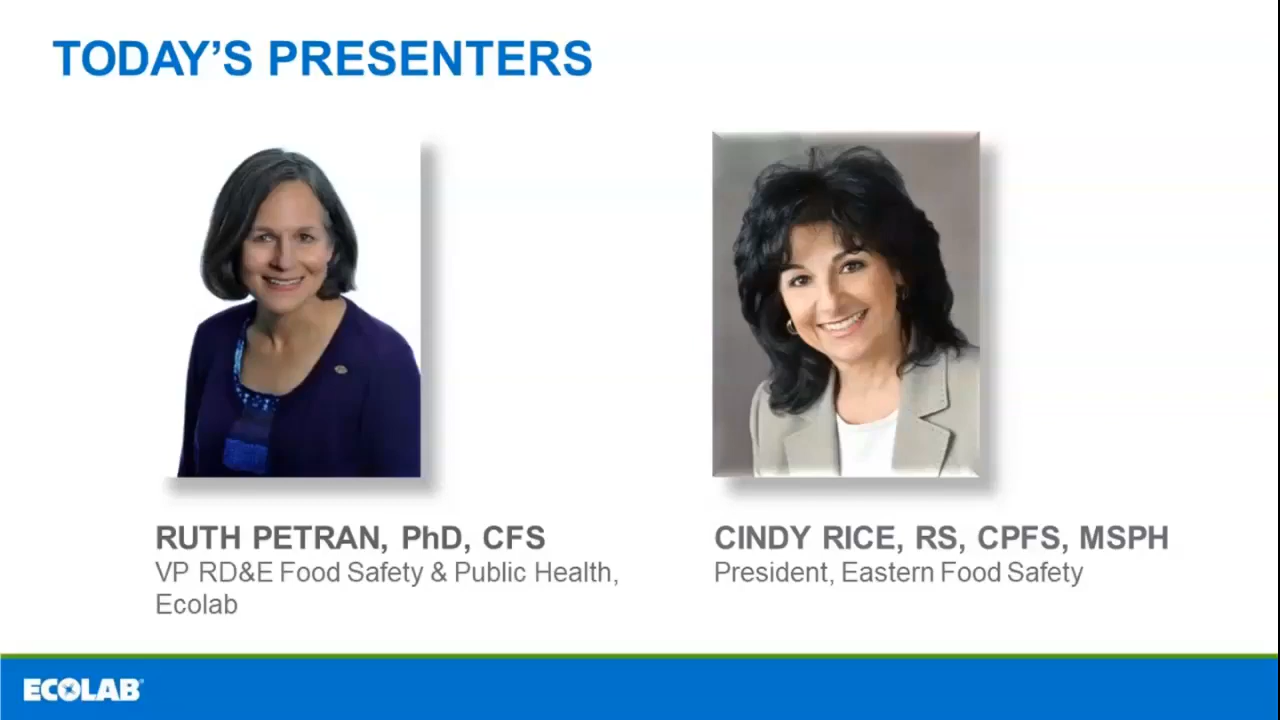 TODAY’S PRESENTERS
RUTH PETRAN, PhD, CFS
VP RD&E Food Safety & Public Health,
Ecolab
CINDY RICE, RS, CPFS, MSPH
President, Eastern Food Safety
ECOLAB®